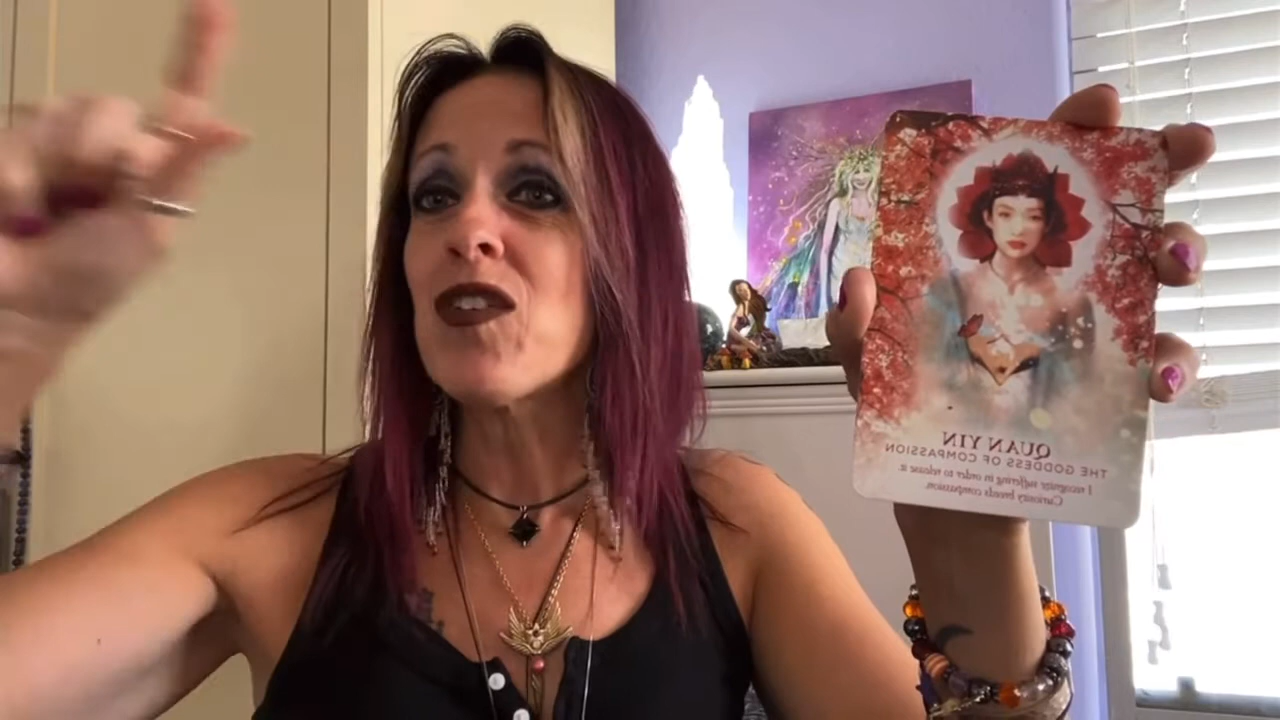 QUAN YIN
THE GODDESS OF COMPASSION
I recognize suffering in order to release it.
Curiosity breeds compassion.